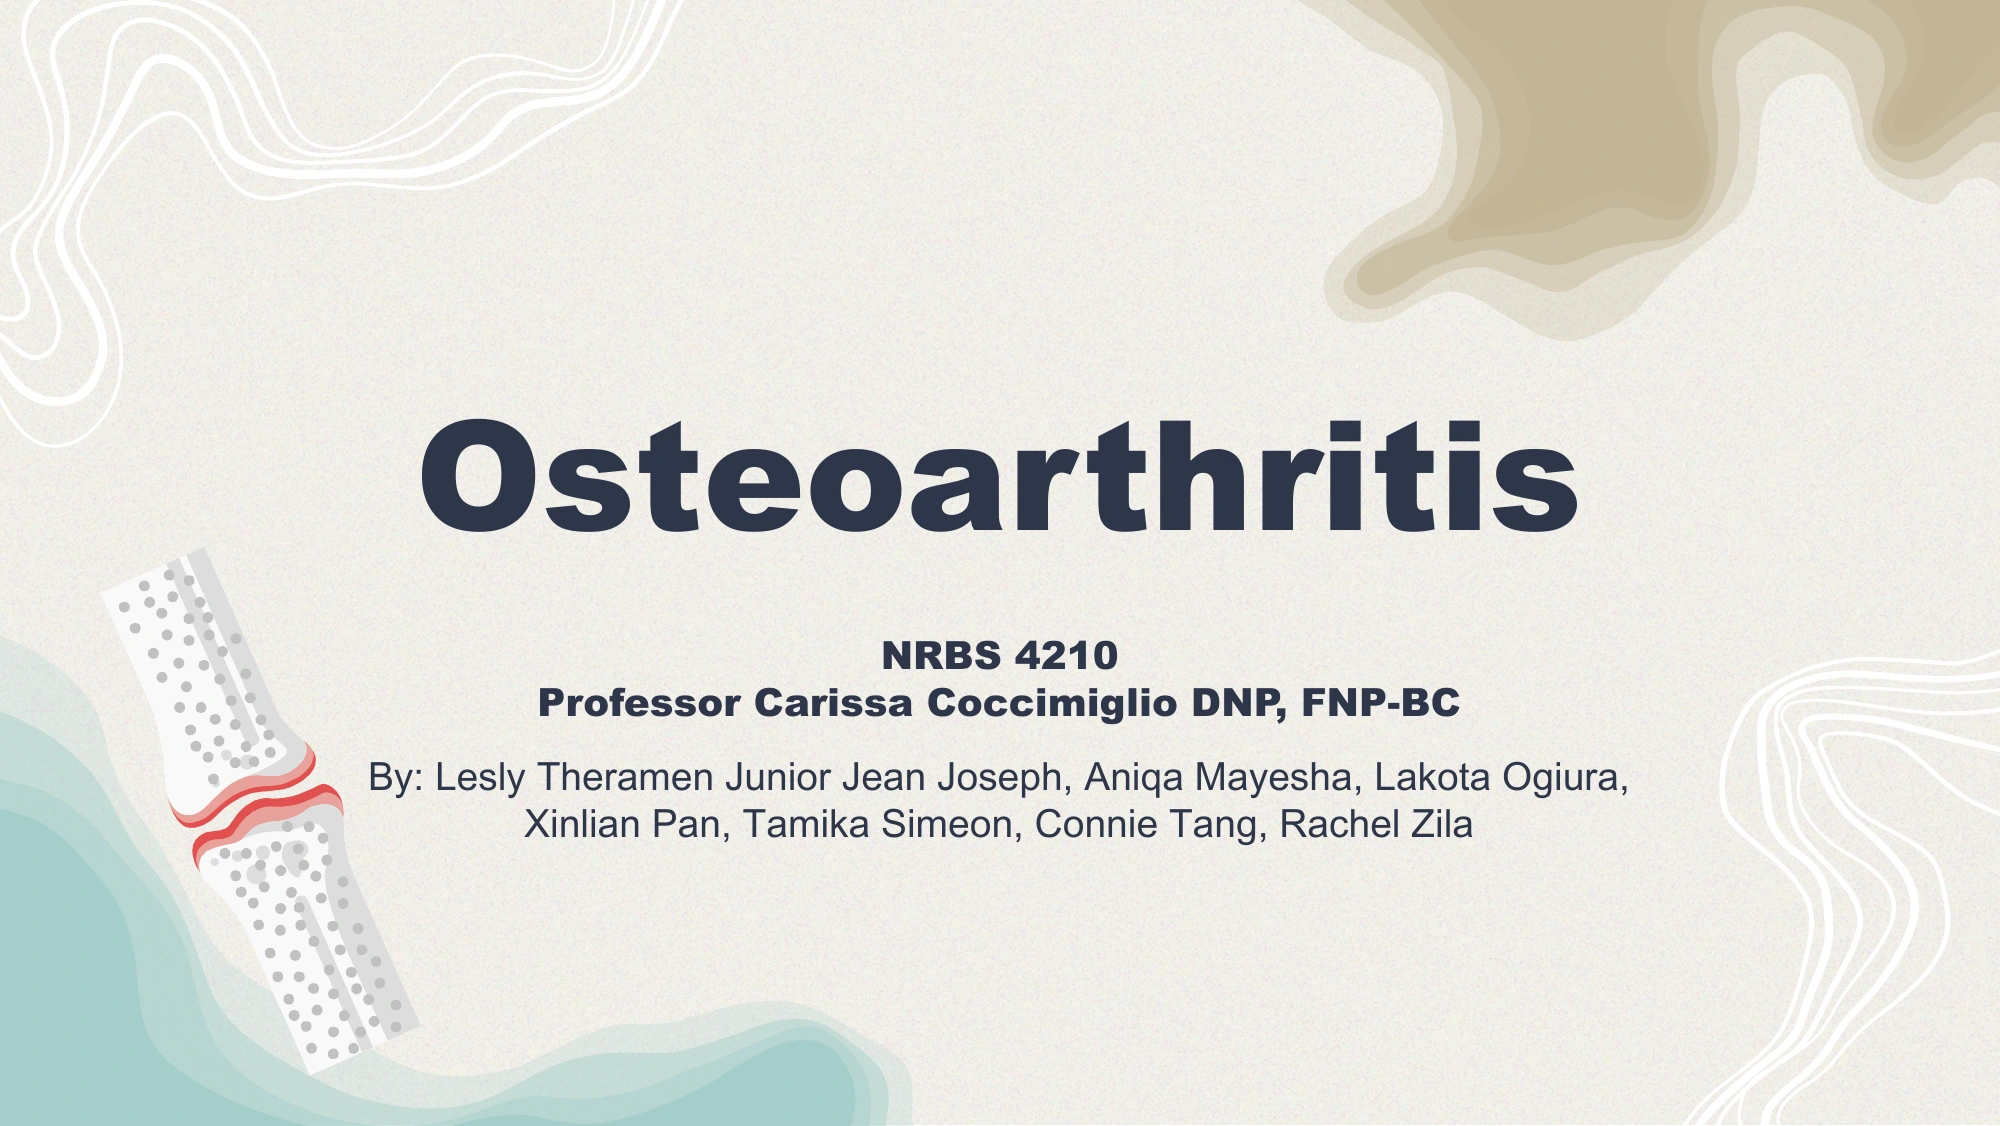 Osteoarthritis
NRBS 4210
Professor Carissa Coccimiglio DNP, FNP-BC
By: Lesly Theramen Junior Jean Joseph, Aniqa Mayesha, Lakota Ogiura,
Xinlian Pan, Tamika Simeon, Connie Tang, Rachel Zila